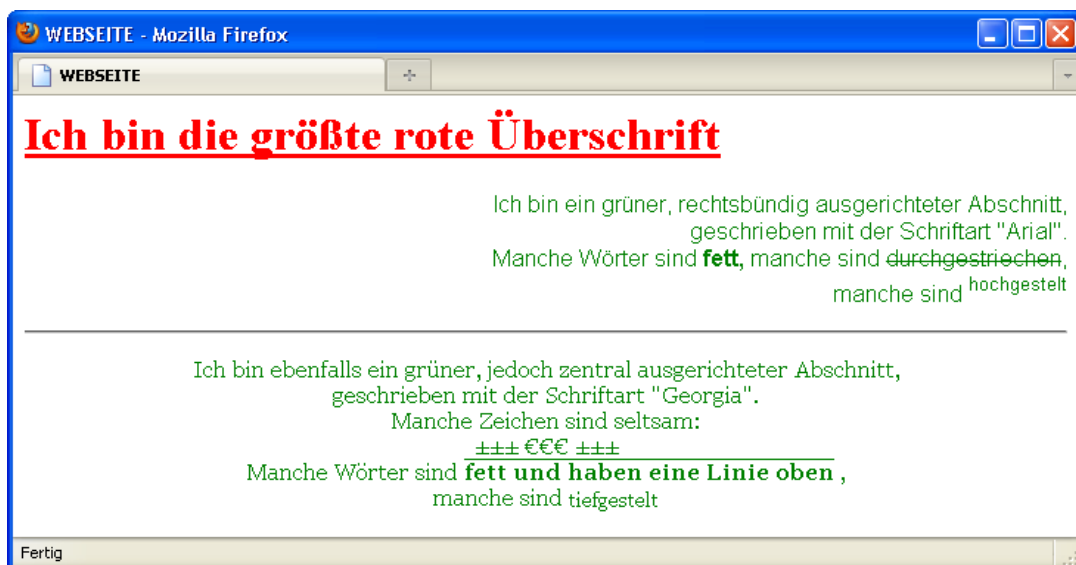 WEBSEITE - Mozilla Firefox
WEBSEITE
Ich bin die größte rote Überschrift
Ich bin ein grüner, rechtsbündig ausgerichteter Abschnitt,
geschrieben mit der Schriftart "Arial".
Manche Wörter sind fett, manche sind durchgestriechen,
manche sind hochgestelt
Ich bin ebenfalls ein grüner, jedoch zentral ausgerichteter Abschnitt,
geschrieben mit der Schriftart "Georgia".
Manche Zeichen sind seltsam:
±±± €€€ ±±±
Manche Wörter sind fett und haben eine Linie oben ,
manche sind tiefgestelt
Fertig